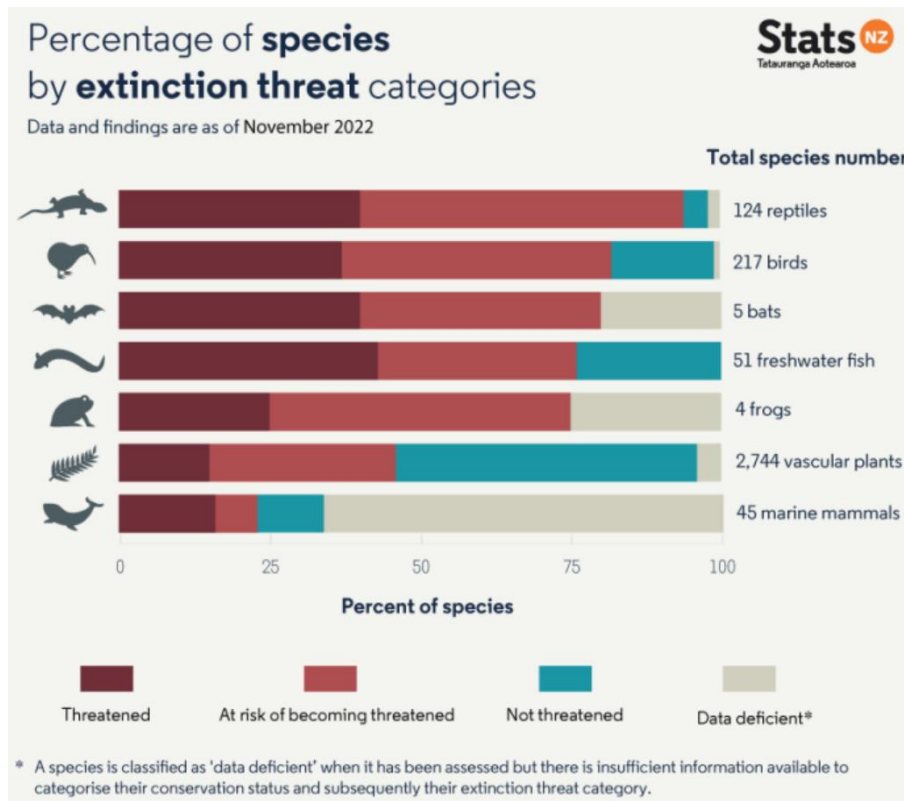 Percentage of species
by extinction threat categories
Data and findings are as of November 2022
Stats NZ
Tatauranga Aotearoa
Total species number
124 reptiles
217 birds
5 bats
51 freshwater fish
4 frogs
2,744 vascular plants
45 marine mammals
0 25 50 75 100
Percent of species
Threatened At risk of becoming threatened Not threatened Data deficient*
* A species is classified as 'data deficient' when it has been assessed but there is insufficient information available to
categorise their conservation status and subsequently their extinction threat category.